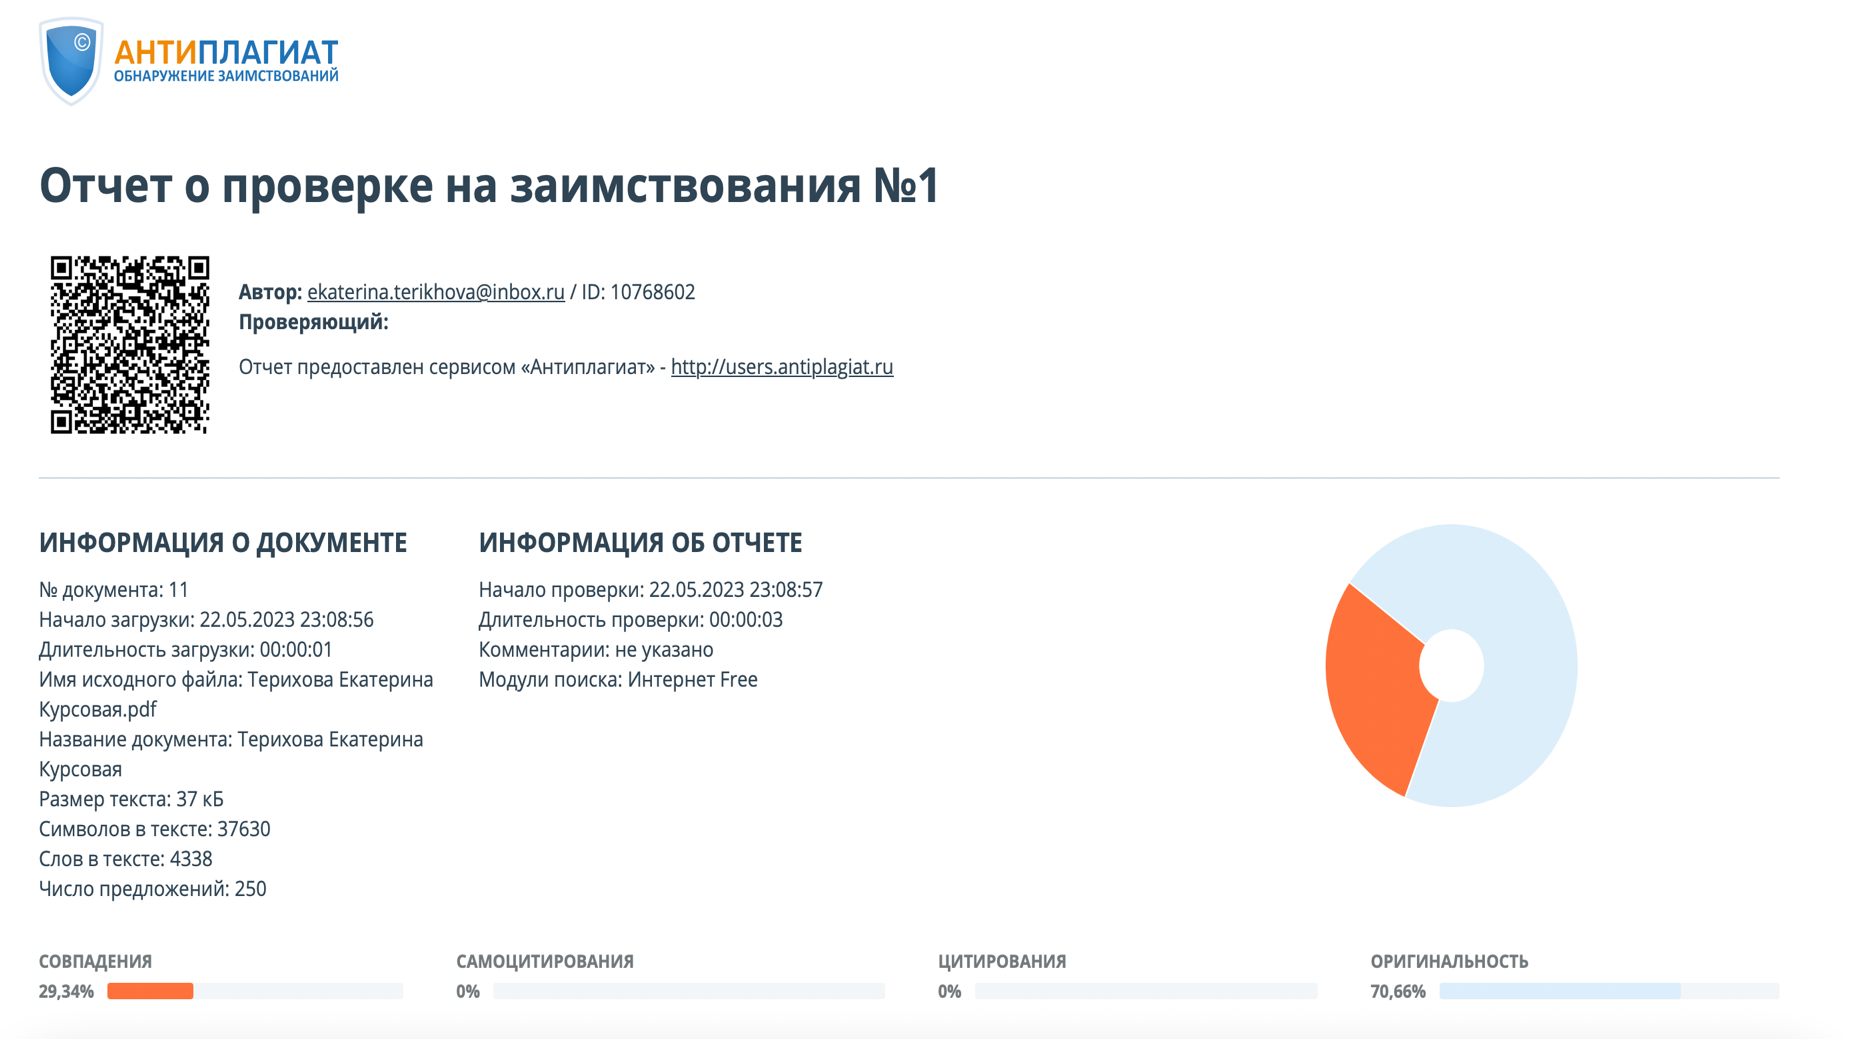 ©
АНТИПЛАГИАТ
ОБНАРУЖЕНИЕ ЗАИМСТВОВАНИЙ
Отчет о проверке на заимствования №1
Автор: ekaterina.terikhova@inbox.ru / ID: 10768602
Проверяющий:
Отчет предоставлен сервисом «Антиплагиат» - http://users.antiplagiat.ru
ИНФОРМАЦИЯ О ДОКУМЕНТЕ
№ документа: 11
Начало загрузки: 22.05.2023 23:08:56
Длительность загрузки: 00:00:01
Имя исходного файла: Терихова Екатерина
Курсовая.pdf
Название документа: Терихова Екатерина
Курсовая
Размер текста: 37 кБ
Символов в тексте: 37630
Слов в тексте: 4338
Число предложений: 250
ИНФОРМАЦИЯ ОБ ОТЧЕТЕ
Начало проверки: 22.05.2023 23:08:57
Длительность проверки: 00:00:03
Комментарии: не указано
Модули поиска: Интернет Free
СОВПАДЕНИЯ
29,34%
САМОЦИТИРОВАНИЯ
0%
ЦИТИРОВАНИЯ
0%
ОРИГИНАЛЬНОСТЬ
70,66%